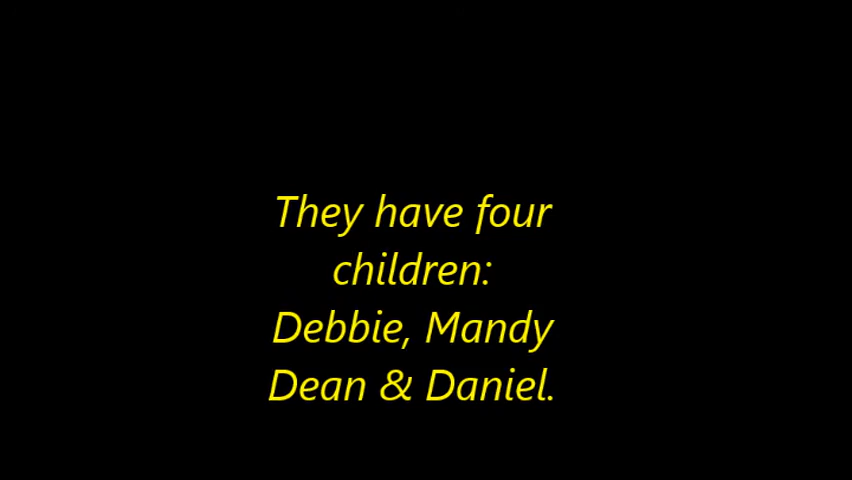 They have four
children:
Debbie, Mandy
Dean & Daniel.